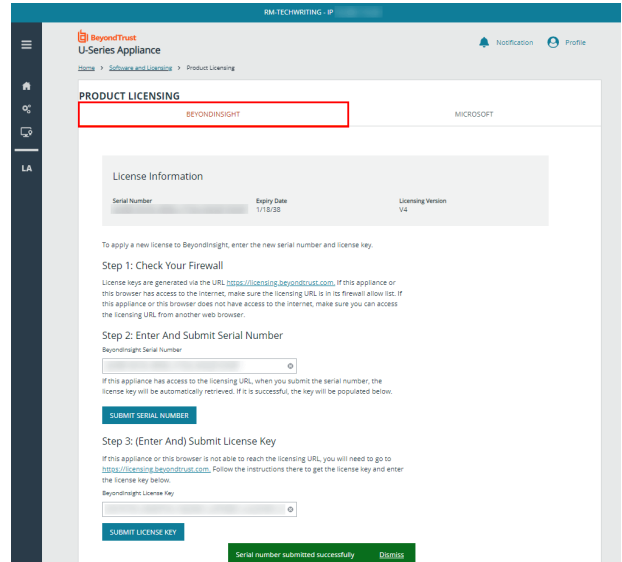 RM-TECHWRITING - IP
BeyondTrust
U-Series Appliance
Notification
Profile
Home > Software and Licensing > Product Licensing
LA
PRODUCT LICENSING
BEYONDINSIGHT
MICROSOFT
License Information
Serial Number
Expiry Date
Licensing Version
1/18/38
V4
To apply a new license to BeyondInsight, enter the new serial number and license key.
Step 1: Check Your Firewall
License keys are generated via the URL https://licensing.beyondtrust.com. If this appliance or
this browser has access to the internet, make sure the licensing URL is in its firewall allow list. If
this appliance or this browser does not have access to the internet, make sure you can access
the licensing URL from another web browser.
Step 2: Enter And Submit Serial Number
BeyondInsight Serial Number
If this appliance has access to the licensing URL, when you submit the serial number, the
license key will be automatically retrieved. If it is successful, the key will be populated below.
SUBMIT SERIAL NUMBER
Step 3: (Enter And) Submit License Key
If this appliance or this browser is not able to reach the licensing URL, you will need to go to
https://licensing.beyondtrust.com. Follow the instructions there to get the license key and enter
the license key below.
BeyondInsight License Key
SUBMIT LICENSE KEY
Serial number submitted successfully
Dismiss